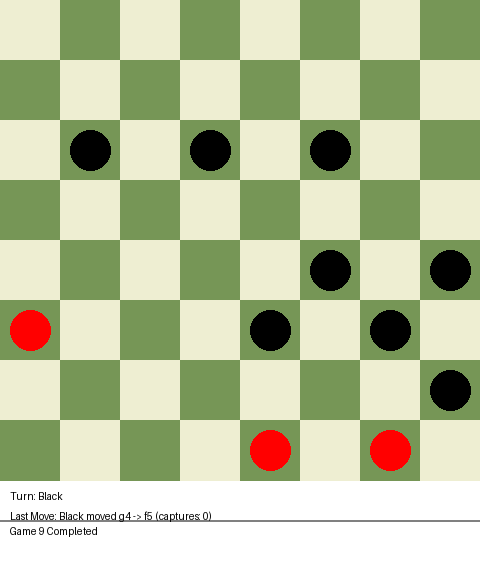 Turn: Black
Last Move: Black moved g4 -> f5 (captures: 0)
Game 9 Completed